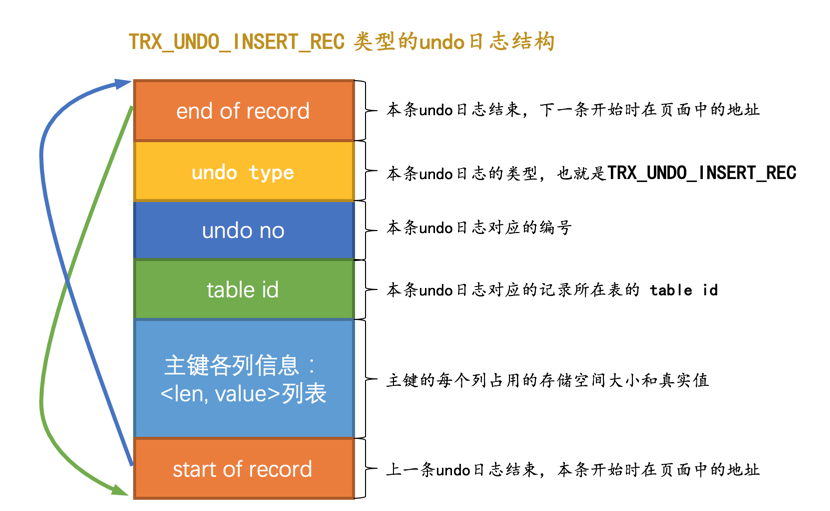 TRX_UNDO_INSERT_REC 类型的undo日志结构
end of record
本条undo日志结束，下一条开始时在页面中的地址
undo type
本条undo日志的类型，也就是TRX_UNDO_INSERT_REC
undo no
本条undo日志对应的编号
table id
本条undo日志对应的记录所在表的 table id
主键各列信息：
<len, value>列表
主键的每个列占用的存储空间大小和真实值
start of record
上一条undo日志结束，本条开始时在页面中的地址